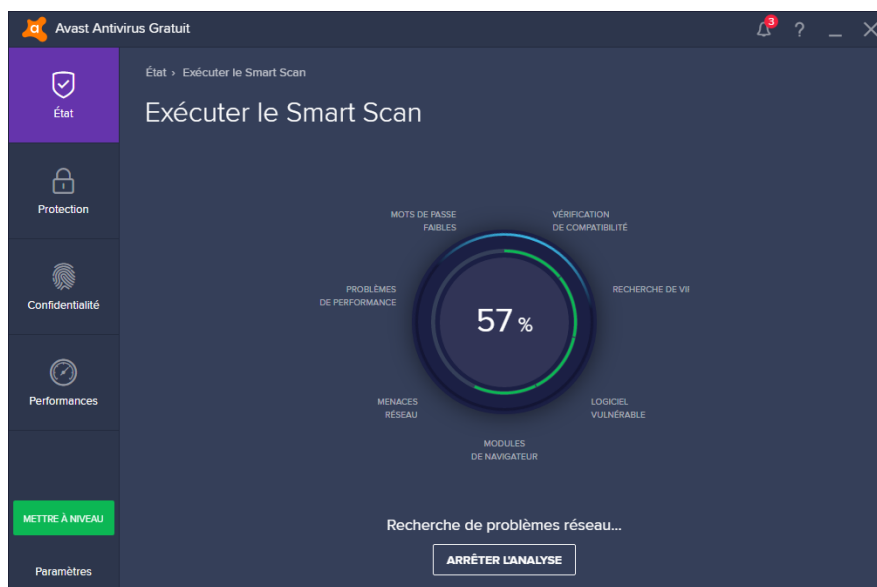 Avast Antivirus Gratuit
3
?
État
État › Exécuter le Smart Scan
Exécuter le Smart Scan
Protection
Confidentialité
Performances
METTRE À NIVEAU
Paramètres
MOTS DE PASSE
FAIBLES
VÉRIFICATION
DE COMPATIBILITÉ
PROBLÈMES
DE PERFORMANCE
RECHERCHE DE VII
57 %
MENACES
RÉSEAU
LOGICIEL
VULNÉRABLE
MODULES
DE NAVIGATEUR
Recherche de problèmes réseau...
ARRÊTER L'ANALYSE